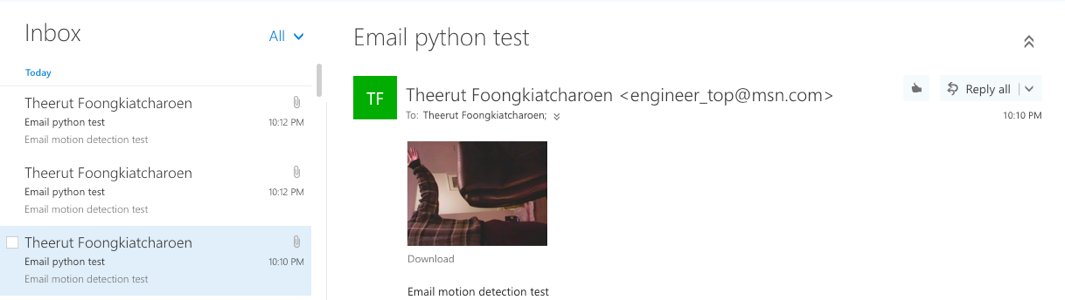 Inbox
All
Today
Theerut Foongkiatcharoen
Email python test 10:12 PM
Email motion detection test
Theerut Foongkiatcharoen
Email python test 10:12 PM
Email motion detection test
Theerut Foongkiatcharoen
Email python test 10:10 PM
Email motion detection test
Email python test
TF
Theerut Foongkiatcharoen <engineer_top@msn.com>
Reply all
To: Theerut Foongkiatcharoen;
10:10 PM
Download
Email motion detection test